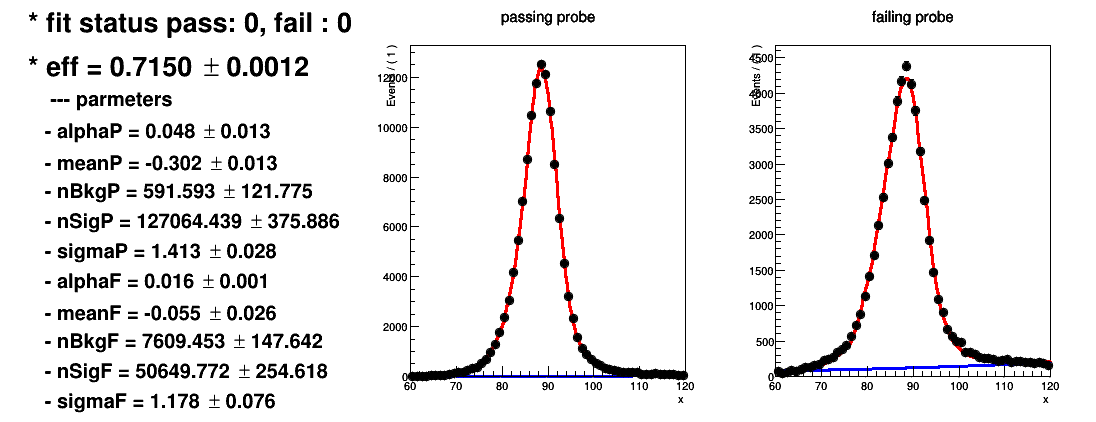 * fit status pass: 0, fail : 0
* eff = 0.7150 ± 0.0012
--- parmeters
- alphaP = 0.048 ± 0.013
- meanP = -0.302 ± 0.013
- nBkgP = 591.593 ± 121.775
- nSigP = 127064.439 ± 375.886
- sigmaP = 1.413 ± 0.028
- alphaF = 0.016 ± 0.001
- meanF = -0.055 ± 0.026
- nBkgF = 7609.453 ± 147.642
- nSigF = 50649.772 ± 254.618
- sigmaF = 1.178 ± 0.076
passing probe
Events / ( 1 )
12000
10000
8000
6000
4000
2000
0
60 70 80 90 100 110 120
x
failing probe
Events / ( 1 )
4500
4000
3500
3000
2500
2000
1500
1000
500
0
60 70 80 90 100 110 120
x